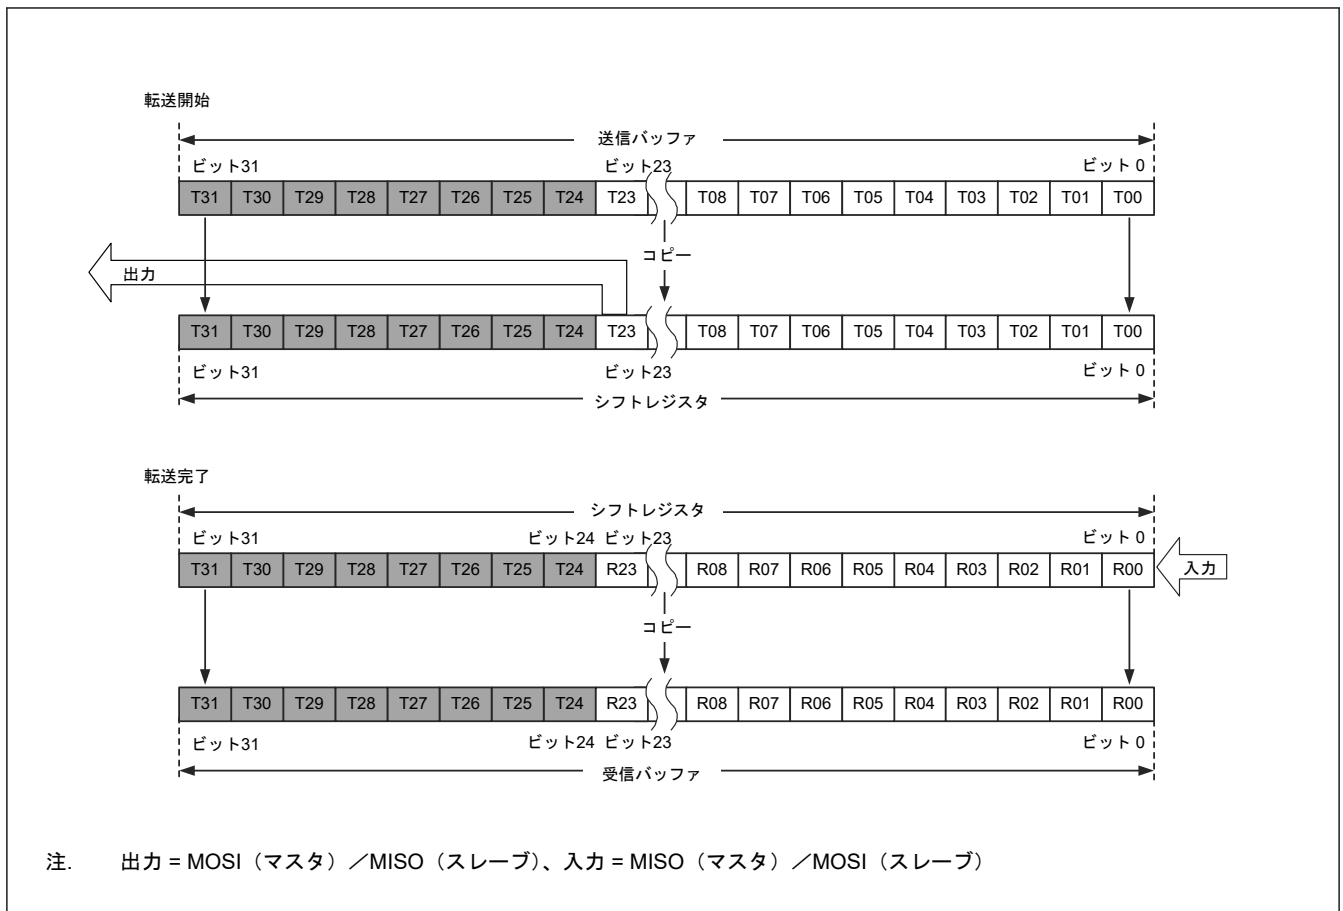 転送開始
送信バッファ
ビット31 ビット23 ビット 0
T31 T30 T29 T28 T27 T26 T25 T24 T23 T08 T07 T06 T05 T04 T03 T02 T01 T00
コピー
出力
T31 T30 T29 T28 T27 T26 T25 T24 T23 T08 T07 T06 T05 T04 T03 T02 T01 T00
ビット31 ビット23 ビット 0
シフトレジスタ
転送完了
シフトレジスタ
ビット31 ビット24 ビット23 ビット 0
T31 T30 T29 T28 T27 T26 T25 T24 R23 R08 R07 R06 R05 R04 R03 R02 R01 R00 入力
コピー
T31 T30 T29 T28 T27 T26 T25 T24 R23 R08 R07 R06 R05 R04 R03 R02 R01 R00
ビット31 ビット24 ビット23 ビット 0
受信バッファ
注. 出力 = MOSI（マスタ）／MISO（スレーブ）、入力 = MISO（マスタ）／MOSI（スレーブ）